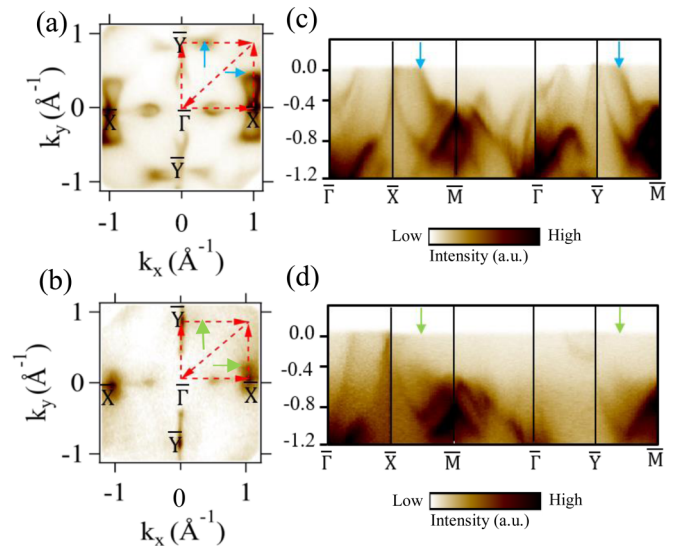 (a)
1
0
-1
k_y (Å⁻¹)
Y̅
X̅
Γ̅
X̅
Y̅
-1
0
1
k_x (Å⁻¹)
(c)
0.0
-0.4
-0.8
-1.2
Γ̅ X̅ M̅ Γ̅ Y̅ M̅
Low High
Intensity (a.u.)
(b)
1
0
-1
k_y (Å⁻¹)
Y̅
X̅
Γ̅
X̅
Y̅
-1
0
1
k_x (Å⁻¹)
(d)
0.0
-0.4
-0.8
-1.2
Γ̅ X̅ M̅ Γ̅ Y̅ M̅
Low High
Intensity (a.u.)